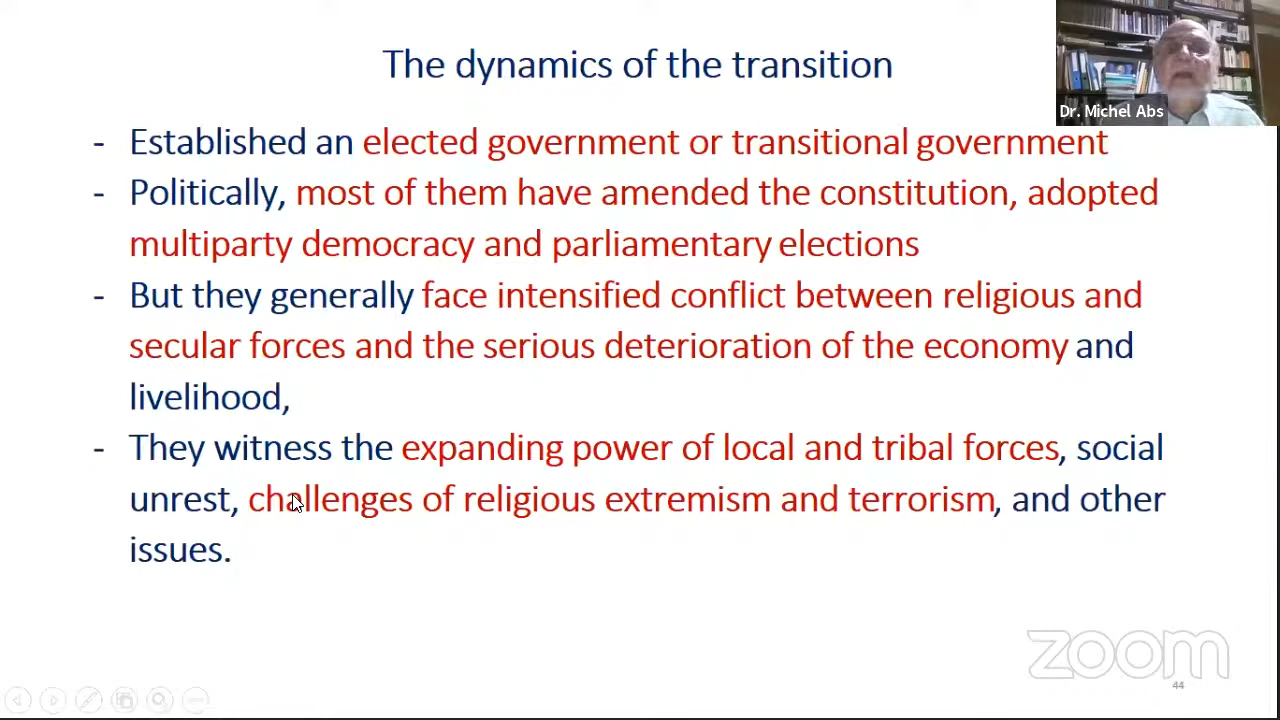 The dynamics of the transition
Dr. Michel Abs
- Established an elected government or transitional government
- Politically, most of them have amended the constitution, adopted
multiparty democracy and parliamentary elections
- But they generally face intensified conflict between religious and
secular forces and the serious deterioration of the economy and
livelihood,
- They witness the expanding power of local and tribal forces, social
unrest, challenges of religious extremism and terrorism, and other
issues.
zoom
44